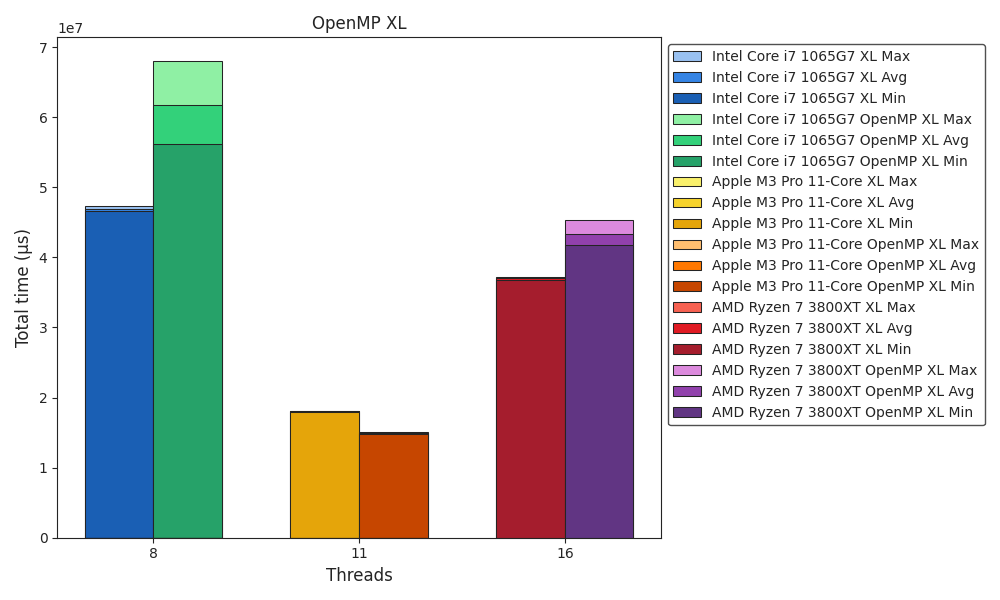 OpenMP XL
1e7
7
6
5
4
3
2
1
0
Total time (µs)
8
11
16
Threads
Intel Core i7 1065G7 XL Max
Intel Core i7 1065G7 XL Avg
Intel Core i7 1065G7 XL Min
Intel Core i7 1065G7 OpenMP XL Max
Intel Core i7 1065G7 OpenMP XL Avg
Intel Core i7 1065G7 OpenMP XL Min
Apple M3 Pro 11-Core XL Max
Apple M3 Pro 11-Core XL Avg
Apple M3 Pro 11-Core XL Min
Apple M3 Pro 11-Core OpenMP XL Max
Apple M3 Pro 11-Core OpenMP XL Avg
Apple M3 Pro 11-Core OpenMP XL Min
AMD Ryzen 7 3800XT XL Max
AMD Ryzen 7 3800XT XL Avg
AMD Ryzen 7 3800XT XL Min
AMD Ryzen 7 3800XT OpenMP XL Max
AMD Ryzen 7 3800XT OpenMP XL Avg
AMD Ryzen 7 3800XT OpenMP XL Min